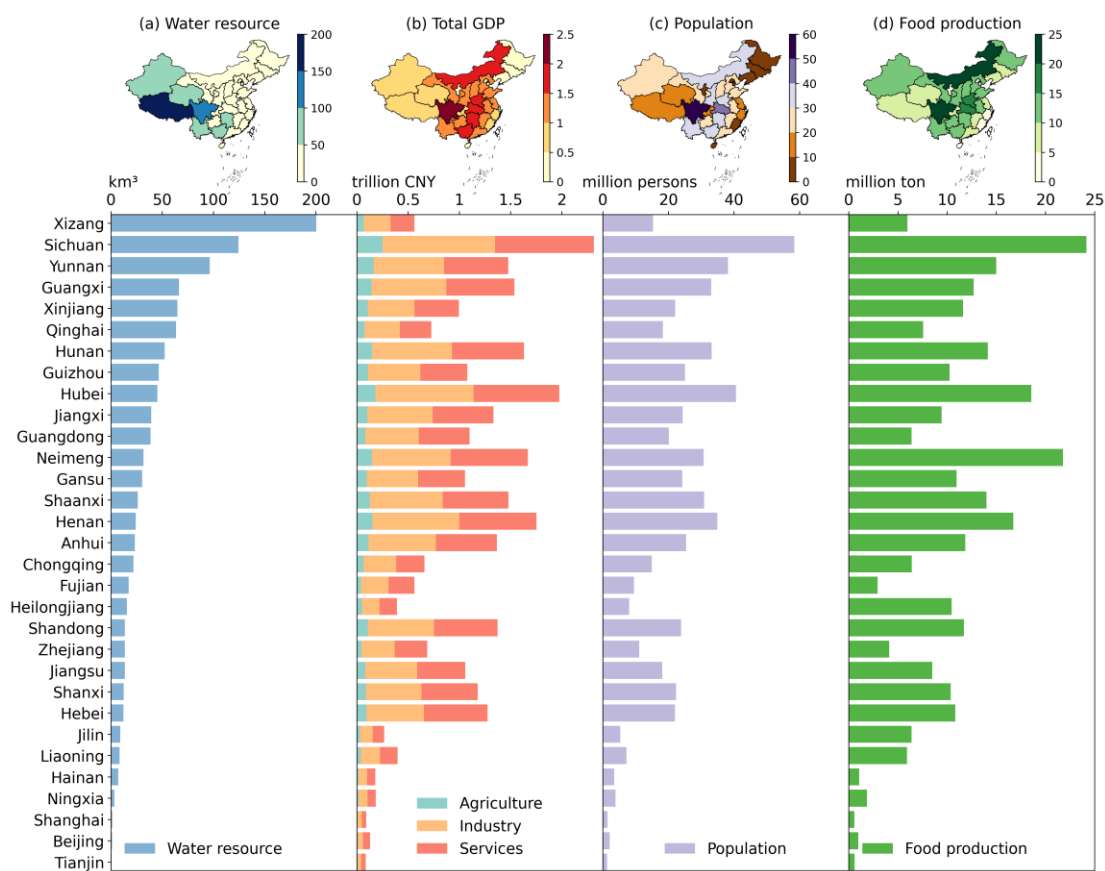 (a) Water resource
(b) Total GDP
(c) Population
(d) Food production
200
150
100
50
0
2.5
2
1.5
1
0.5
0
60
50
40
30
20
10
0
25
20
15
10
5
0
km³
trillion CNY
million persons
million ton
0 50 100 150 200
0 0.5 1 1.5 2
0 20 40 60
0 5 10 15 20 25
Xizang
Sichuan
Yunnan
Guangxi
Xinjiang
Qinghai
Hunan
Guizhou
Hubei
Jiangxi
Guangdong
Neimeng
Gansu
Shaanxi
Henan
Anhui
Chongqing
Fujian
Heilongjiang
Shandong
Zhejiang
Jiangsu
Shanxi
Hebei
Jilin
Liaoning
Hainan
Ningxia
Shanghai
Beijing
Tianjin
Water resource
Agriculture
Industry
Services
Population
Food production